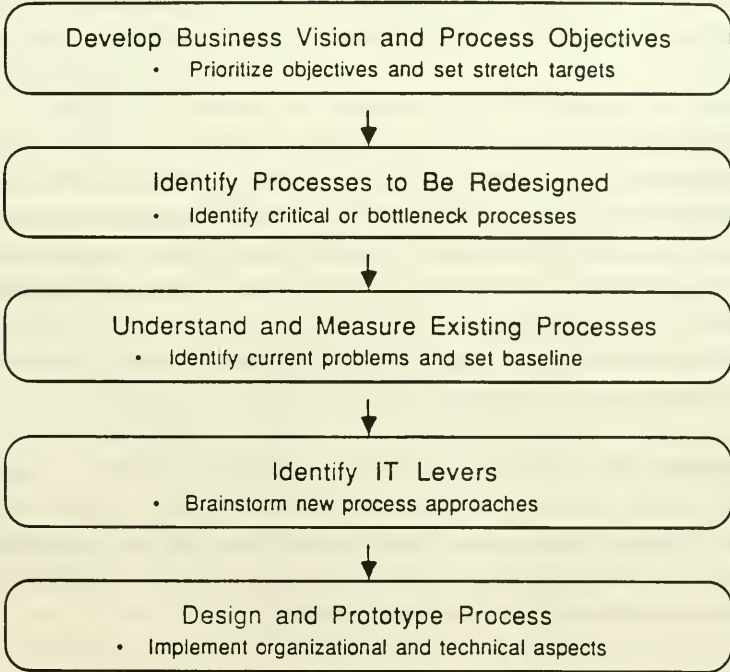 Develop Business Vision and Process Objectives
• Prioritize objectives and set stretch targets
Identify Processes to Be Redesigned
• Identify critical or bottleneck processes
Understand and Measure Existing Processes
• Identify current problems and set baseline
Identify IT Levers
• Brainstorm new process approaches
Design and Prototype Process
• Implement organizational and technical aspects